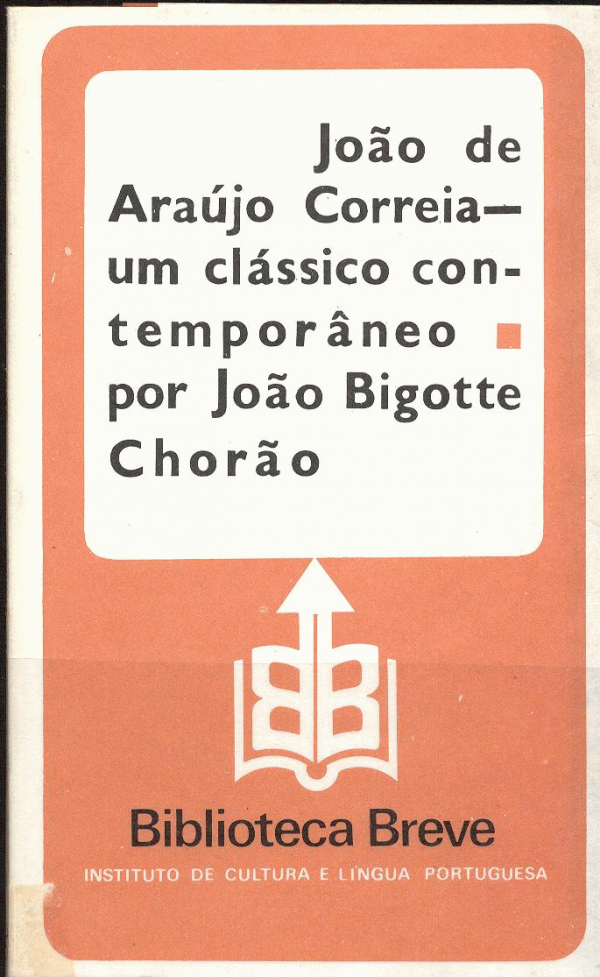 João de
Araújo Correia—
um clássico con-
temporâneo ■
por João Bigotte
Chorão
BB
Biblioteca Breve
INSTITUTO DE CULTURA E LÍNGUA PORTUGUESA